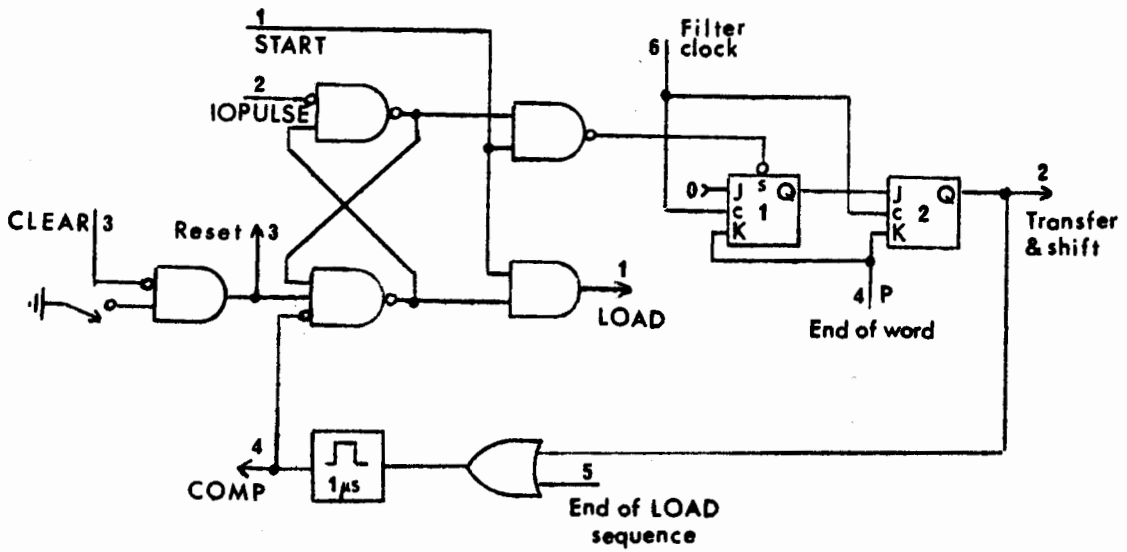 1
START
Filter
6 clock
2
IOPULSE
0 J S Q
C 1
K
J Q
C 2
K
2
Transfer
& shift
CLEAR 3
Reset 3
1
LOAD
4 P
End of word
4
COMP
1µs
5
End of LOAD
sequence